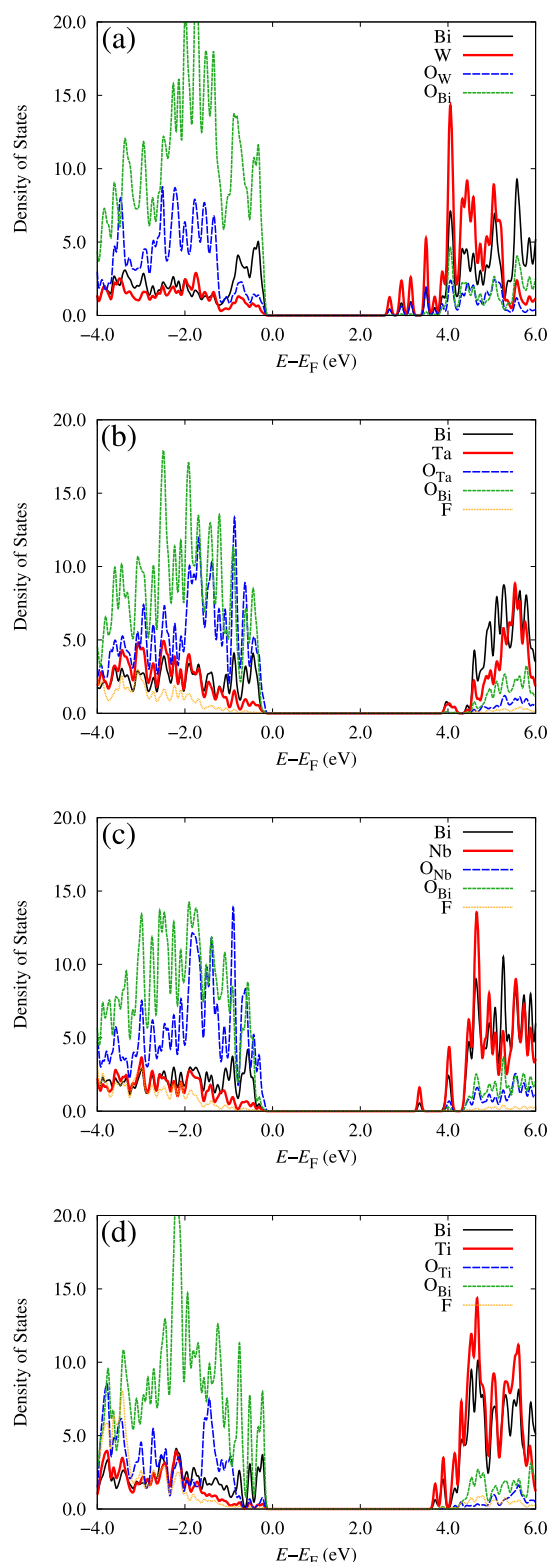 (a)
Bi
W
O_W
O_Bi
Density of States
20.0
15.0
10.0
5.0
0.0
−4.0 −2.0 0.0 2.0 4.0 6.0
E−E_F (eV)
(b)
Bi
Ta
O_Ta
O_Bi
F
Density of States
20.0
15.0
10.0
5.0
0.0
−4.0 −2.0 0.0 2.0 4.0 6.0
E−E_F (eV)
(c)
Bi
Nb
O_Nb
O_Bi
F
Density of States
20.0
15.0
10.0
5.0
0.0
−4.0 −2.0 0.0 2.0 4.0 6.0
E−E_F (eV)
(d)
Bi
Ti
O_Ti
O_Bi
F
Density of States
20.0
15.0
10.0
5.0
0.0
−4.0 −2.0 0.0 2.0 4.0 6.0
E−E_F (eV)